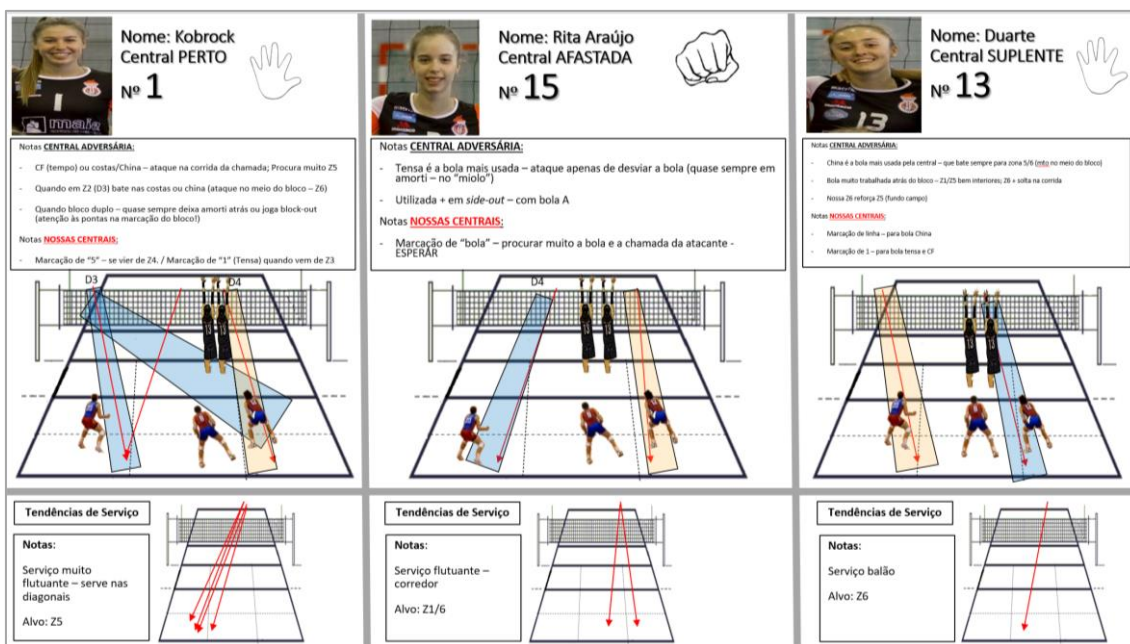 Nome: Kobrock
Central PERTO
Nº 1
1
maia
Notas CENTRAL ADVERSÁRIA:
- CF (tempo) ou costas/China – ataque na corrida da chamada; Procura muito Z5
- Quando em Z2 (D3) bate nas costas ou china (ataque no meio do bloco – Z6)
- Quando bloco duplo – quase sempre deixa amorti atrás ou joga block-out
(atenção às pontas na marcação do bloco!)
Notas NOSSAS CENTRAIS:
- Marcação de "5" – se vier de Z4. / Marcação de "1" (Tensa) quando vem de Z3
D3
D4
Tendências de Serviço
Notas:
Serviço muito
flutuante – serve nas
diagonais
Alvo: Z5
Nome: Rita Araújo
Central AFASTADA
Nº 15
Notas CENTRAL ADVERSÁRIA:
- Tensa é a bola mais usada – ataque apenas de desviar a bola (quase sempre em
amorti – no "miolo")
- Utilizada + em side-out – com bola A
Notas NOSSAS CENTRAIS:
- Marcação de "bola" – procurar muito a bola e a chamada da atacante -
ESPERAR
D4
Tendências de Serviço
Notas:
Serviço flutuante –
corredor
Alvo: Z1/6
Nome: Duarte
Central SUPLENTE
Nº 13
13
Notas CENTRAL ADVERSÁRIA:
- China é a bola mais usada pela central – que bate sempre para zona 5/6 (mto no meio do bloco)
- Bola muito trabalhada atrás do bloco – Z1/25 bem interiores; Z6 + solta na corrida
- Nossa Z6 reforça Z5 (fundo campo)
Notas NOSSAS CENTRAIS:
- Marcação de linha – para bola China
- Marcação de 1 – para bola tensa e CF
Tendências de Serviço
Notas:
Serviço balão
Alvo: Z6